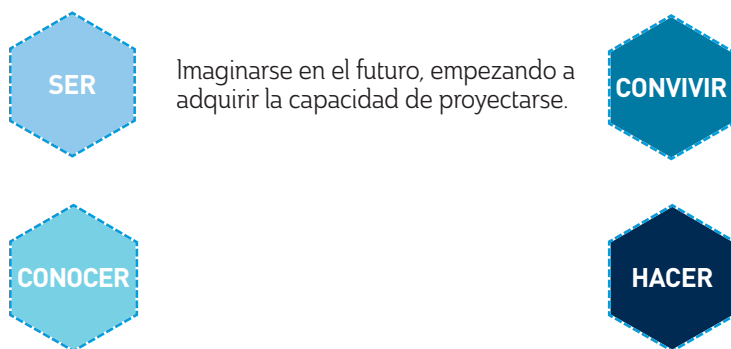 SER
Imaginarse en el futuro, empezando a
adquirir la capacidad de proyectarse.
CONVIVIR
CONOCER
HACER